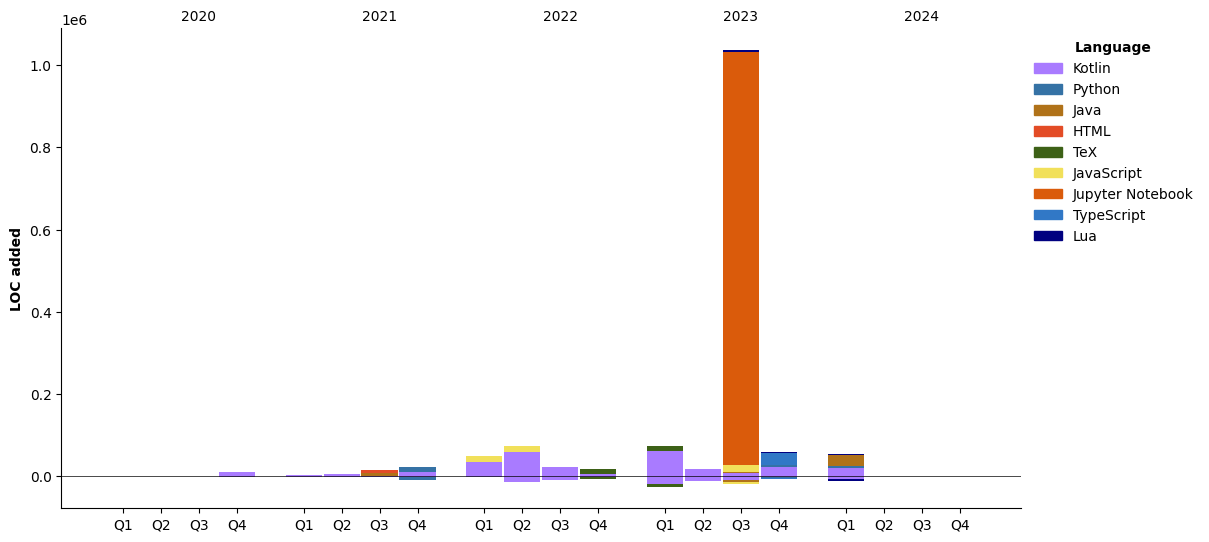 1e6
2020 2021 2022 2023 2024
Language
Kotlin
Python
Java
HTML
TeX
JavaScript
Jupyter Notebook
TypeScript
Lua
LOC added
1.0
0.8
0.6
0.4
0.2
0.0
Q1 Q2 Q3 Q4 Q1 Q2 Q3 Q4 Q1 Q2 Q3 Q4 Q1 Q2 Q3 Q4 Q1 Q2 Q3 Q4